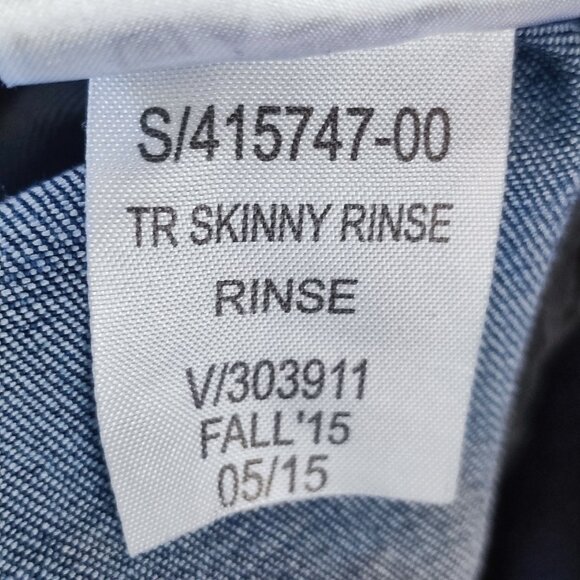 S/415747-00
TR SKINNY RINSE
RINSE
V/303911
FALL'15
05/15